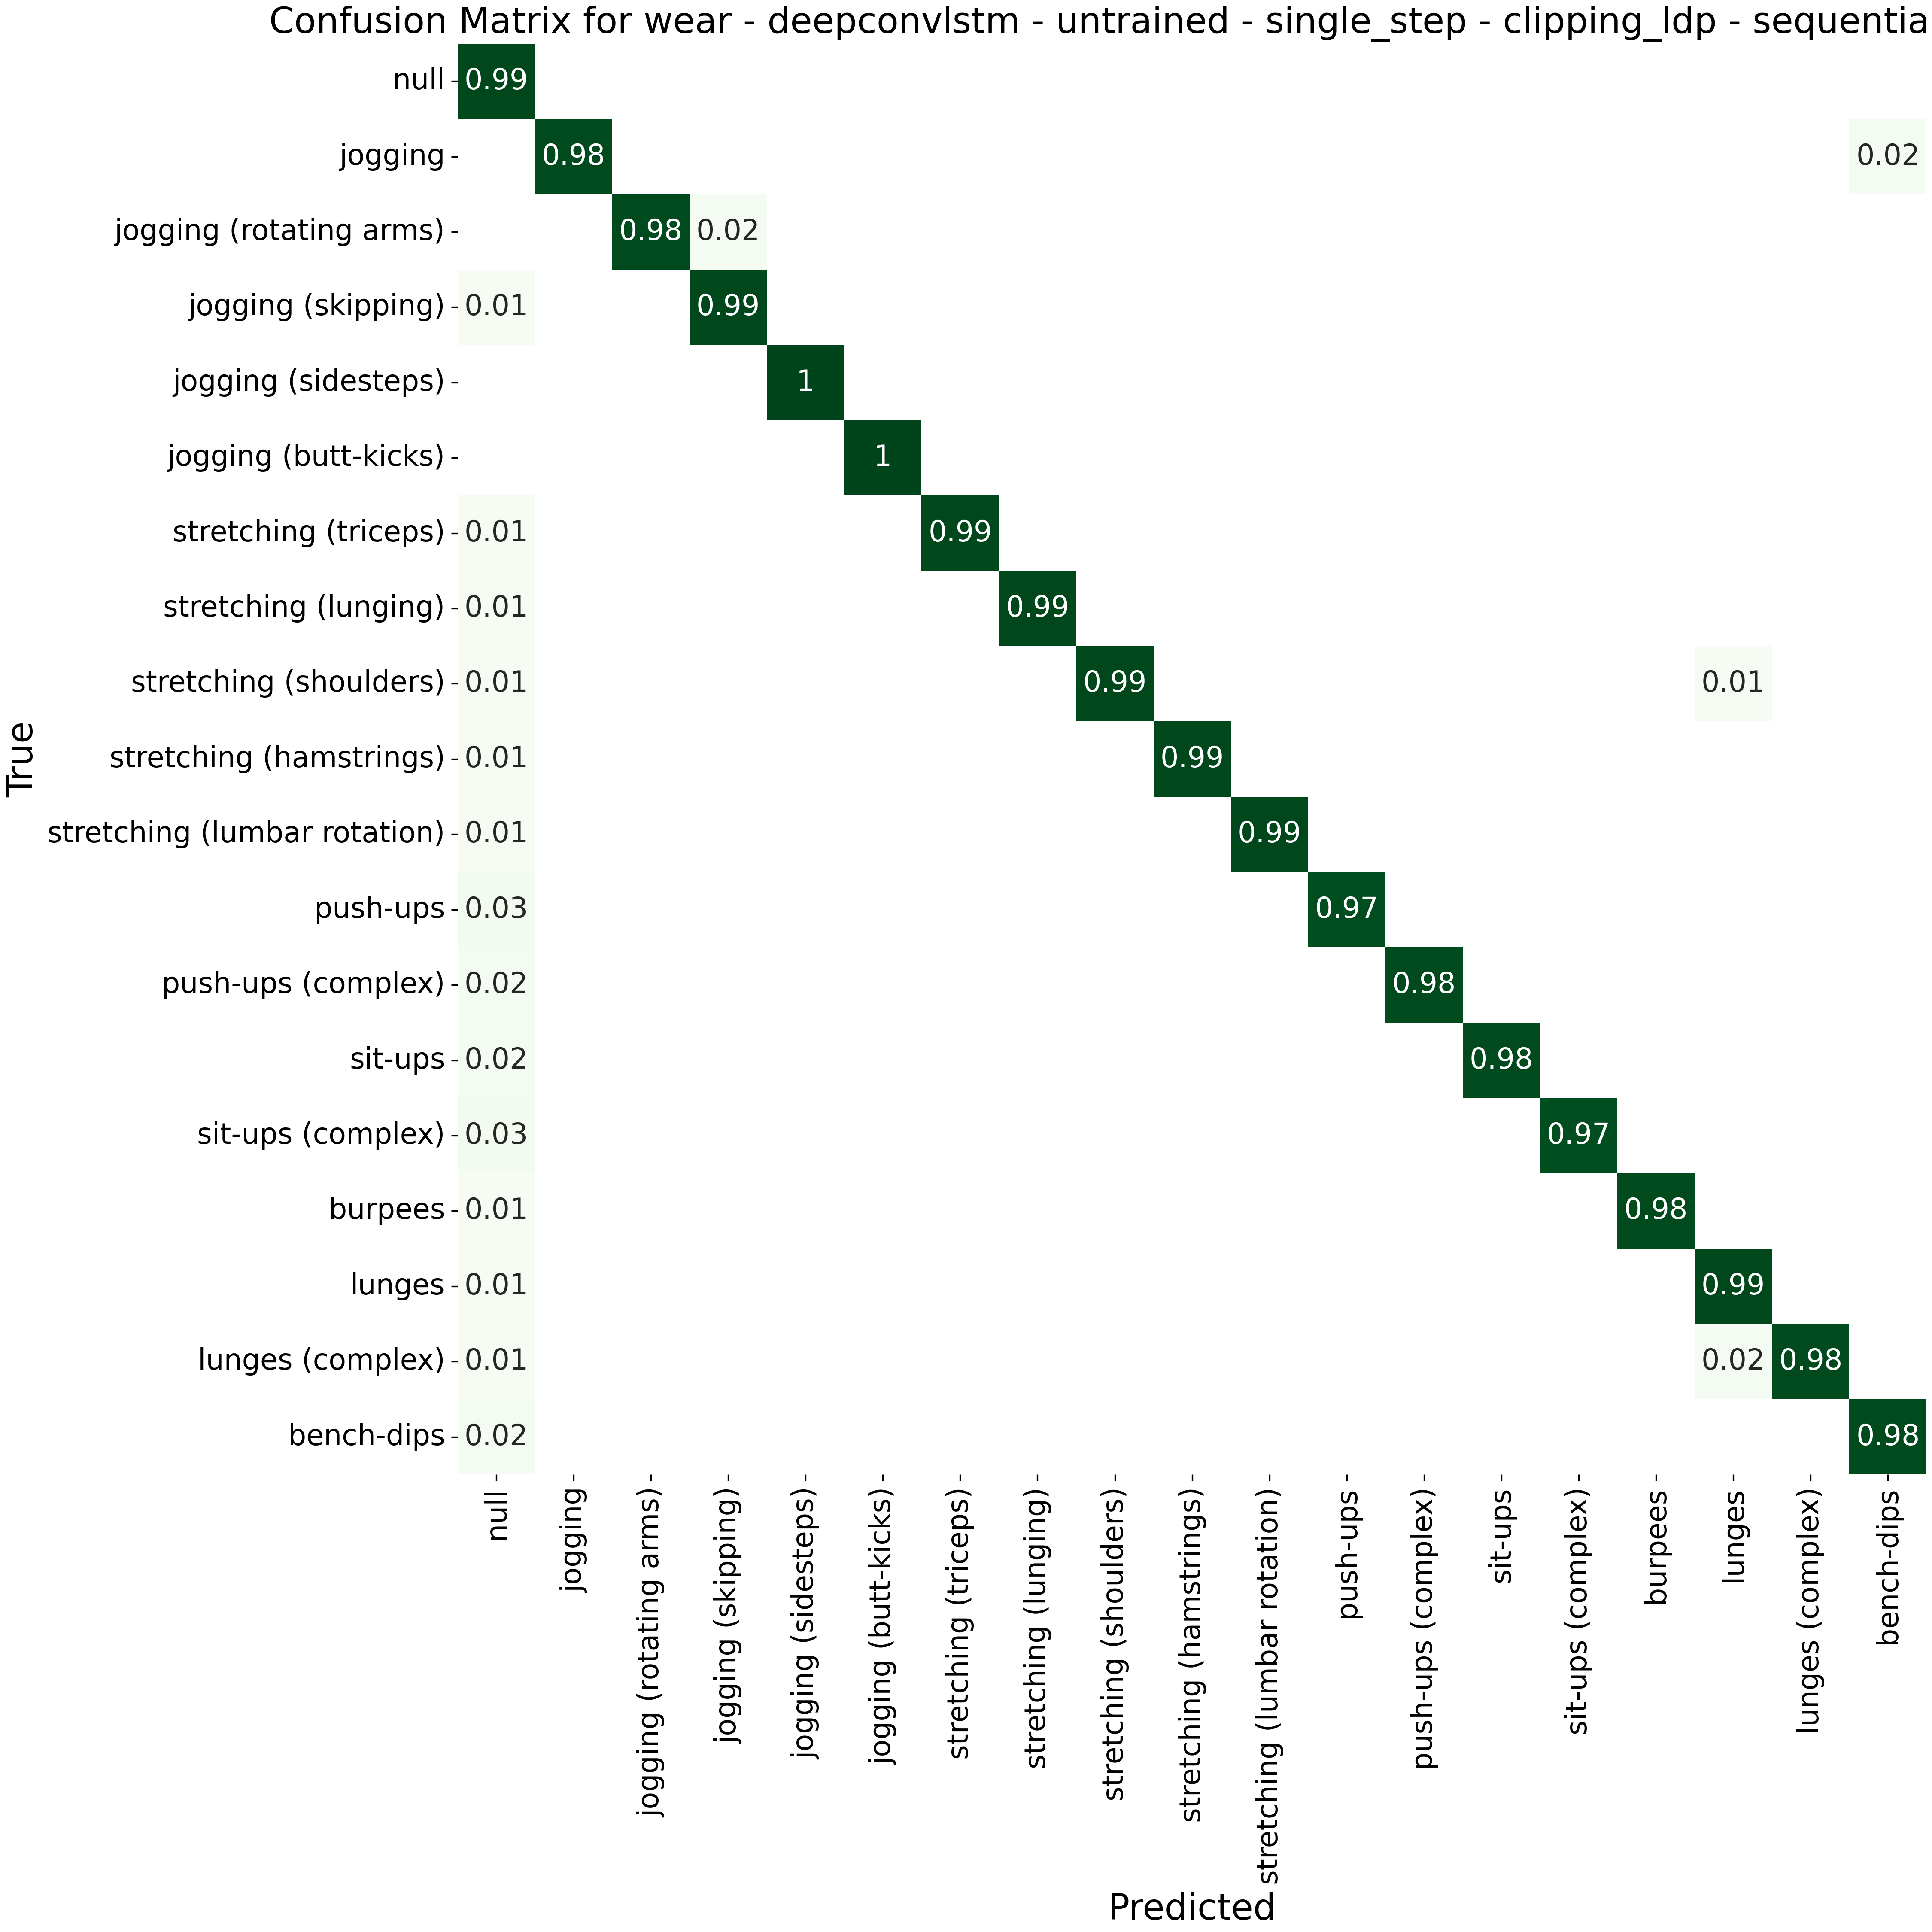 Confusion Matrix for wear - deepconvlstm - untrained - single_step - clipping_ldp - sequentia
null 0.99
jogging 0.98 0.02
jogging (rotating arms) 0.98 0.02
jogging (skipping) 0.01 0.99
jogging (sidesteps) 1
jogging (butt-kicks) 1
stretching (triceps) 0.01 0.99
stretching (lunging) 0.01 0.99
stretching (shoulders) 0.01 0.99 0.01
stretching (hamstrings) 0.01 0.99
stretching (lumbar rotation) 0.01 0.99
push-ups 0.03 0.97
push-ups (complex) 0.02 0.98
sit-ups 0.02 0.98
sit-ups (complex) 0.03 0.97
burpees 0.01 0.98
lunges 0.01 0.99
lunges (complex) 0.01 0.02 0.98
bench-dips 0.02 0.98
True
null
jogging
jogging (rotating arms)
jogging (skipping)
jogging (sidesteps)
jogging (butt-kicks)
stretching (triceps)
stretching (lunging)
stretching (shoulders)
stretching (hamstrings)
stretching (lumbar rotation)
push-ups
push-ups (complex)
sit-ups
sit-ups (complex)
burpees
lunges
lunges (complex)
bench-dips
Predicted